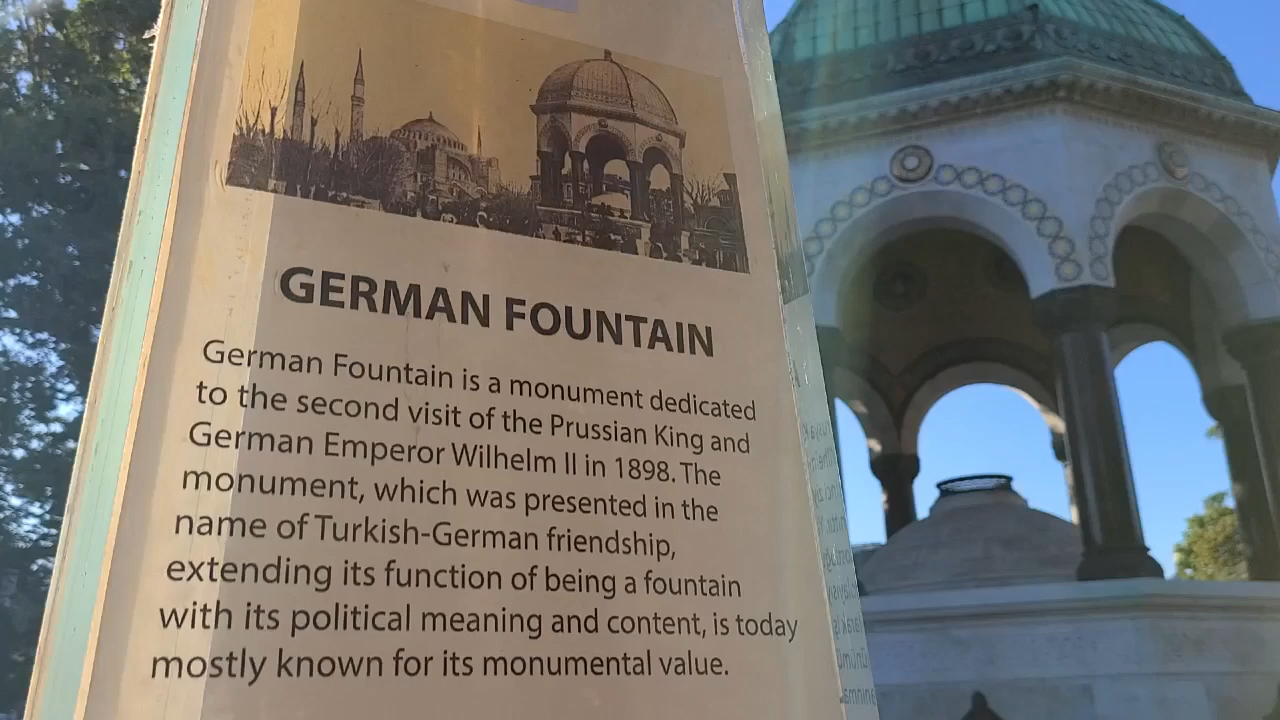 GERMAN FOUNTAIN
German Fountain is a monument dedicated
to the second visit of the Prussian King and
German Emperor Wilhelm II in 1898. The
monument, which was presented in the
name of Turkish-German friendship,
extending its function of being a fountain
with its political meaning and content, is today
mostly known for its monumental value.